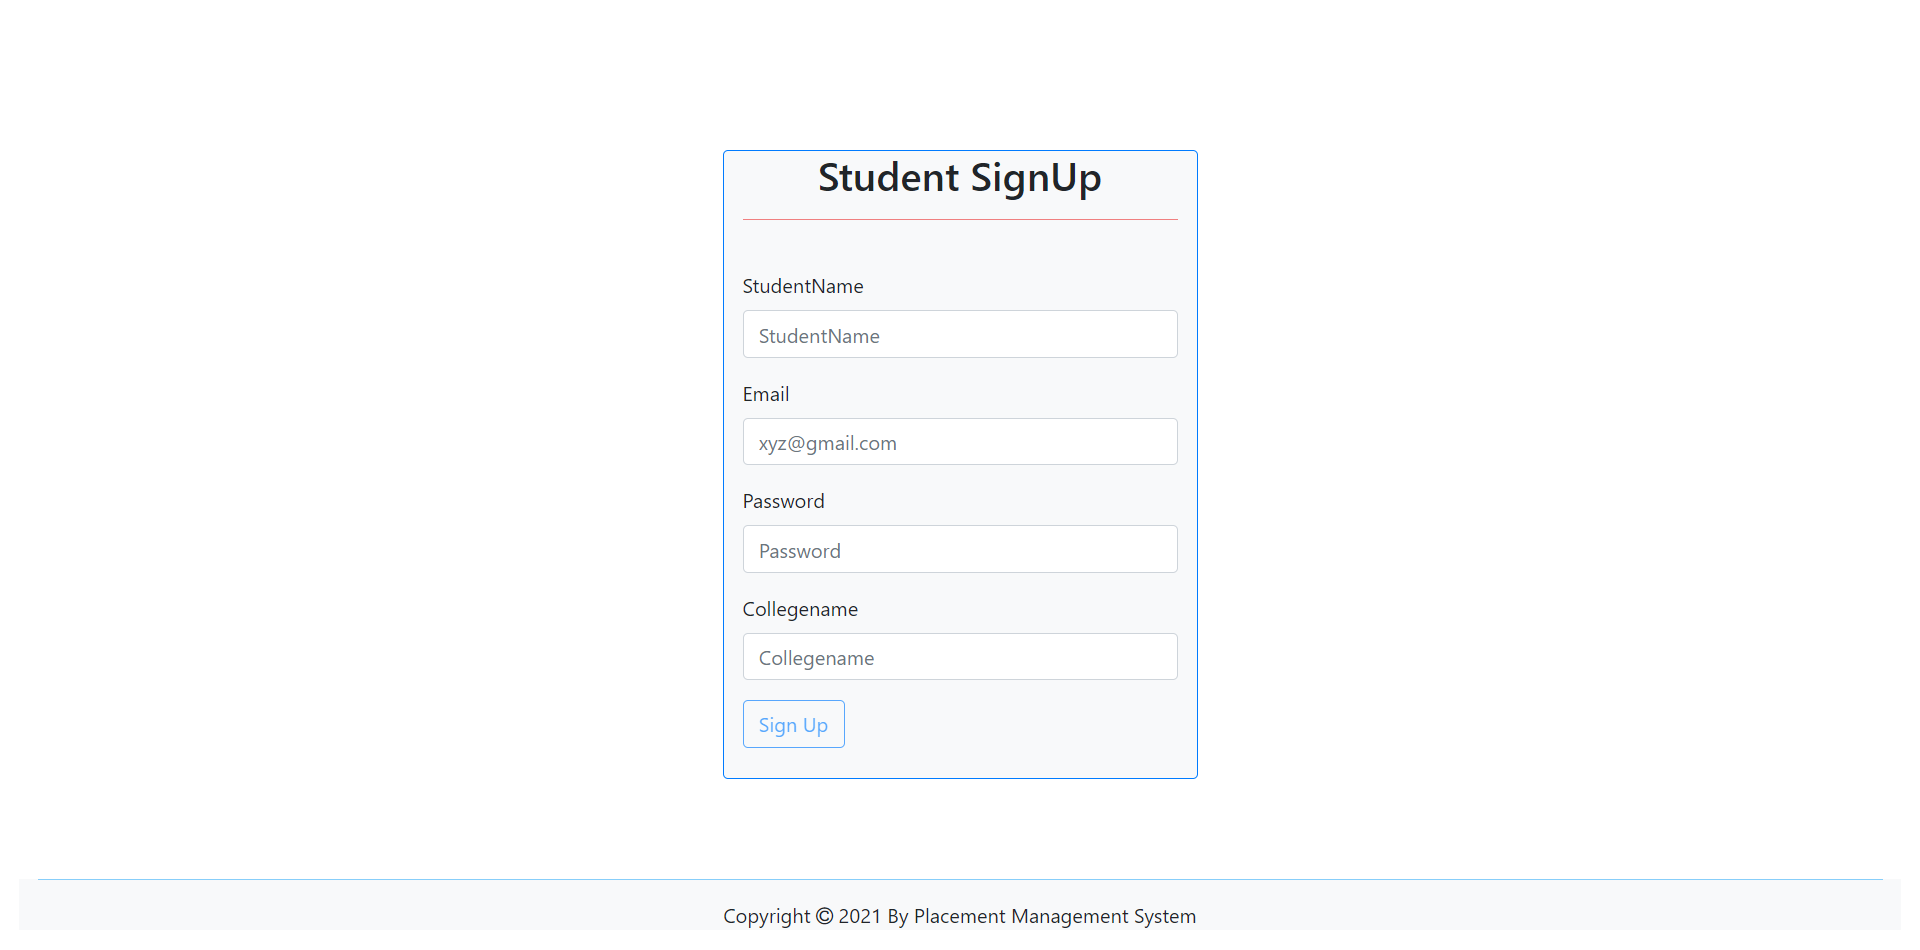 Student SignUp
StudentName
StudentName
Email
xyz@gmail.com
Password
Password
Collegename
Collegename
Sign Up
Copyright © 2021 By Placement Management System